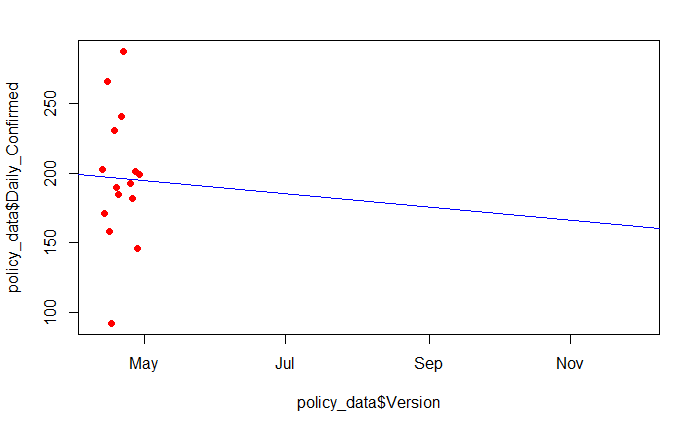 policy_data$Daily_Confirmed
250
200
150
100
May Jul Sep Nov
policy_data$Version